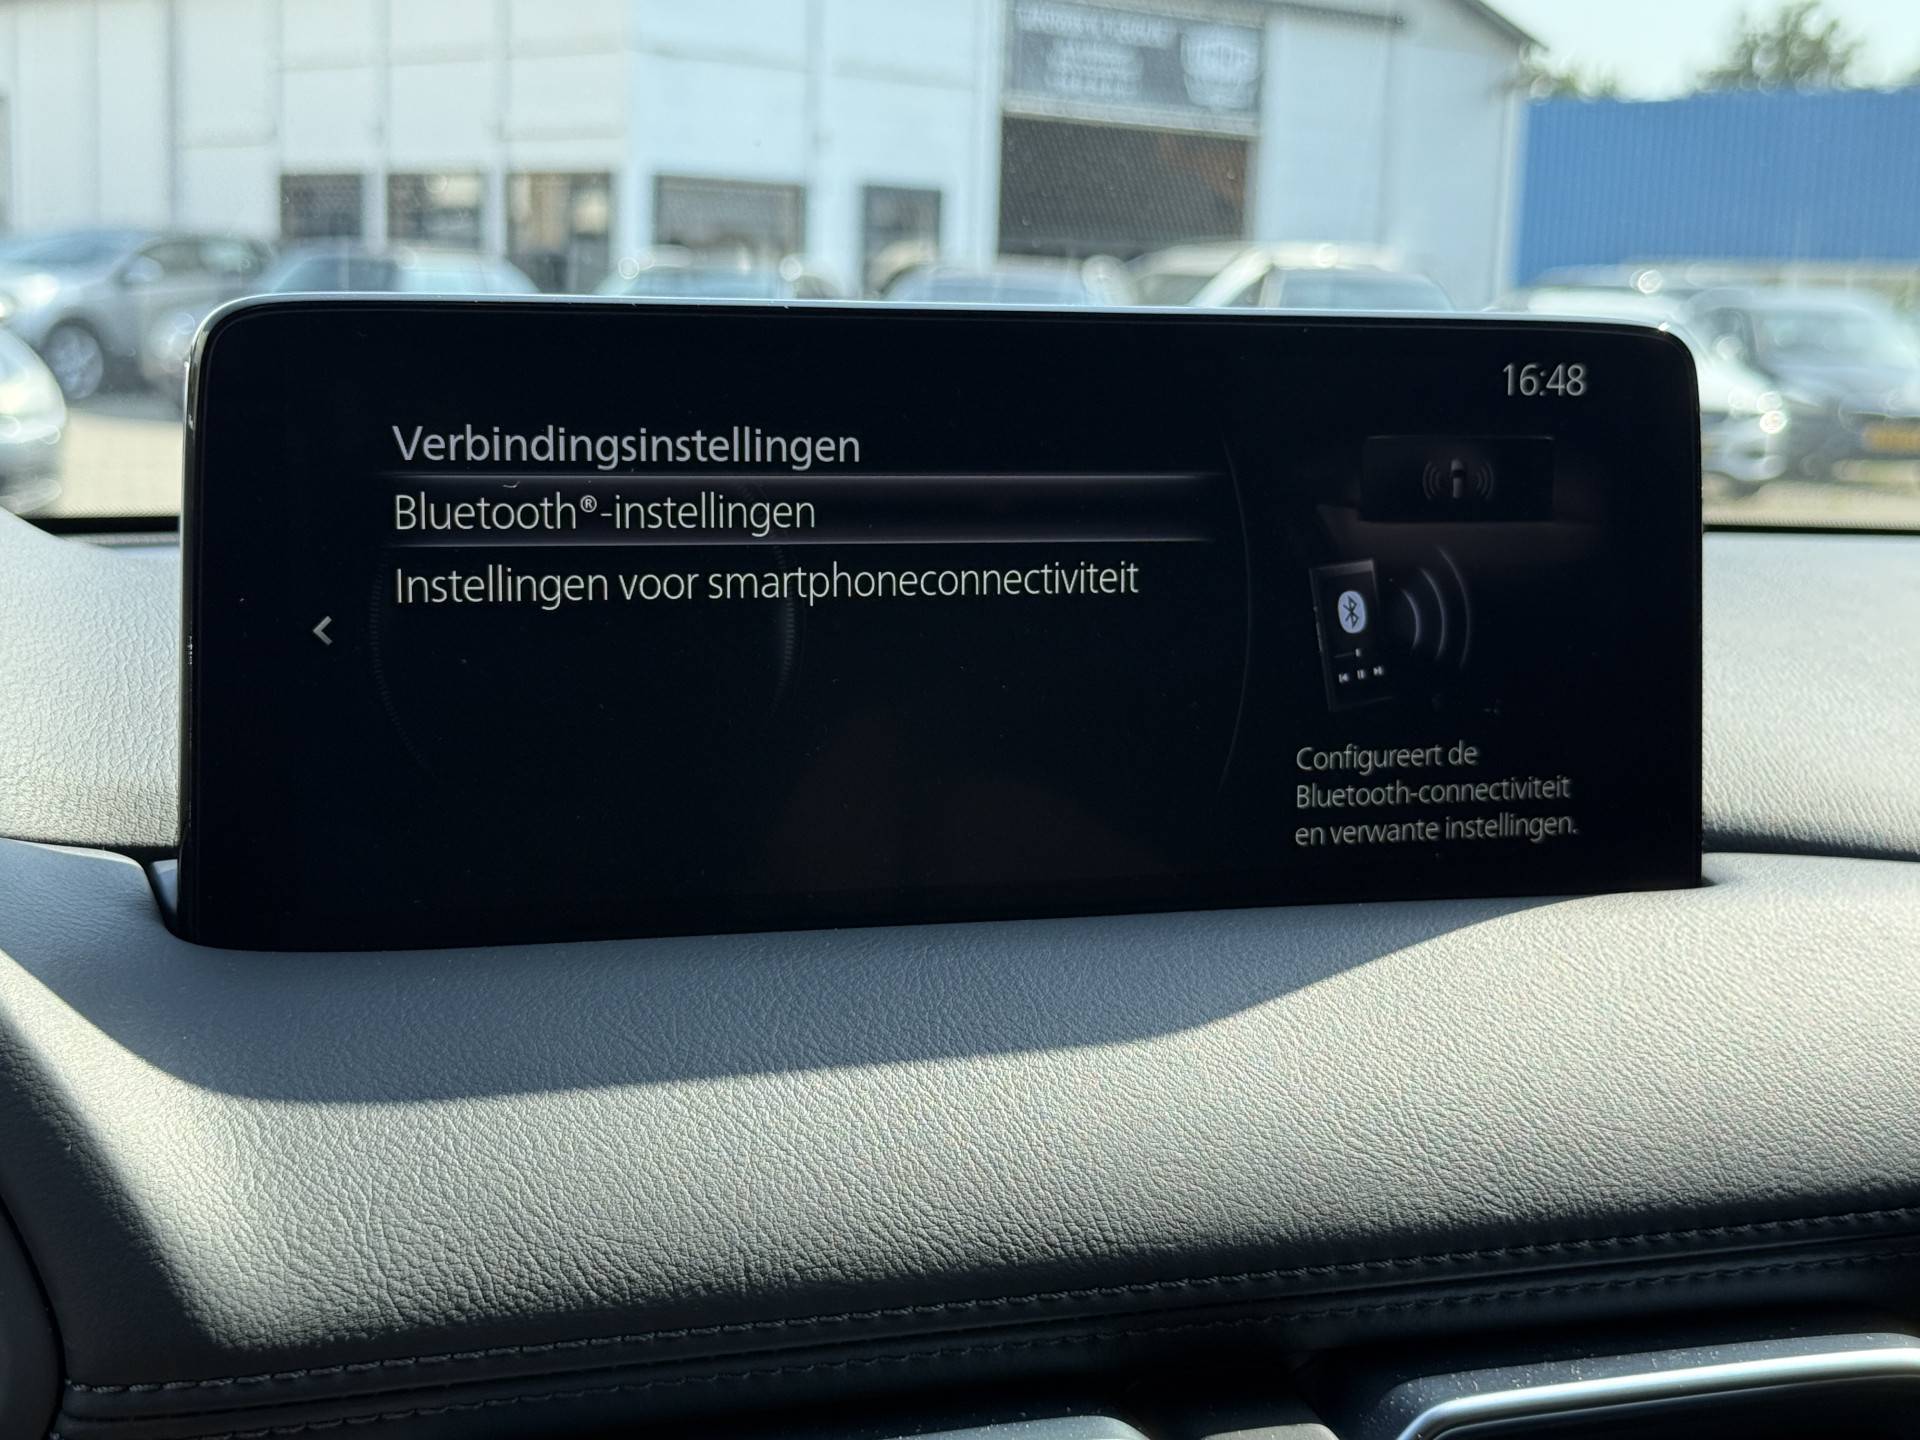 16:48
Verbindingsinstellingen
Bluetooth®-instellingen
Instellingen voor smartphoneconnectiviteit
Configureert de
Bluetooth-connectiviteit
en verwante instellingen.